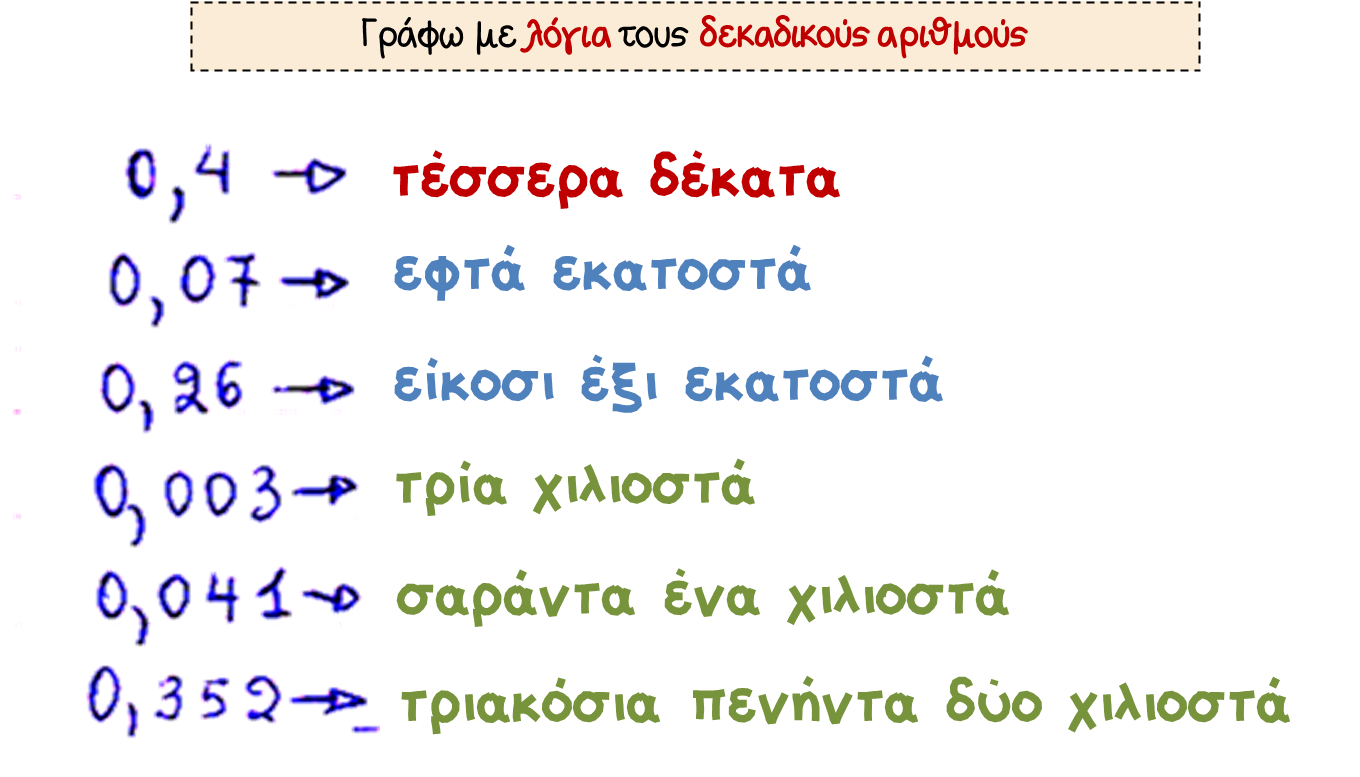 Γράφω με λόγια τους δεκαδικούς αριθμούς
0,4 → τέσσερα δέκατα
0,07 → εφτά εκατοστά
0,26 → είκοσι έξι εκατοστά
0,003 → τρία χιλιοστά
0,041 → σαράντα ένα χιλιοστά
0,352 → τριακόσια πενήντα δύο χιλιοστά